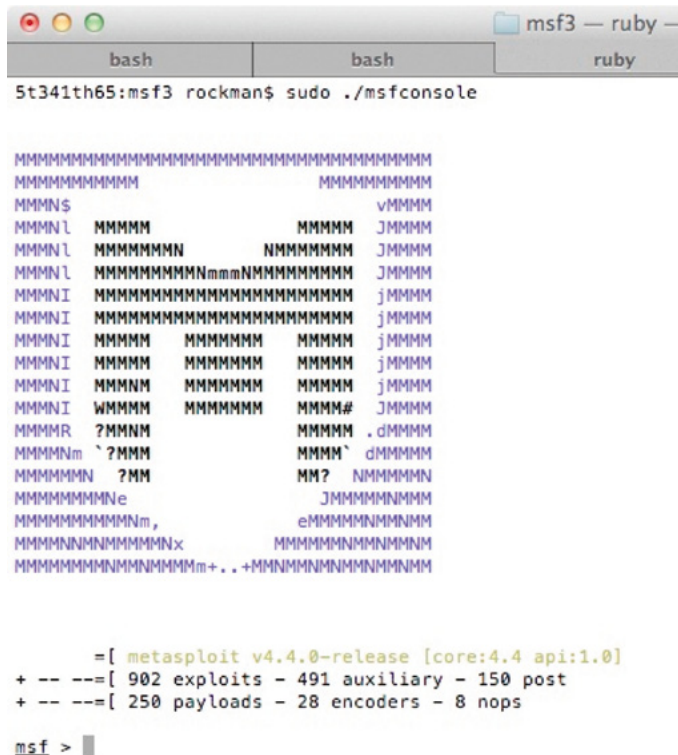 msf3 — ruby —
bash bash ruby
5t341th65:msf3 rockman$ sudo ./msfconsole
MMMMMMMMMMMMMMMMMMMMMMMMMMMMMMMMMMMMMM
MMMMMMMMMMM                MMMMMMMMMM
MMMN$                           vMMMM
MMMNl  MMMMM             MMMMM  JMMMM
MMMNl  MMMMMMMN       NMMMMMMM  JMMMM
MMMNl  MMMMMMMMMNmmmNMMMMMMMMM  JMMMM
MMMNI  MMMMMMMMMMMMMMMMMMMMMMM  jMMMM
MMMNI  MMMMMMMMMMMMMMMMMMMMMMM  jMMMM
MMMNI  MMMMM   MMMMMMM   MMMMM  jMMMM
MMMNI  MMMMM   MMMMMMM   MMMMM  jMMMM
MMMNI  MMMNM   MMMMMMM   MMMMM  jMMMM
MMMNI  WMMMM   MMMMMMM   MMMM#  JMMMM
MMMMR  ?MMNM             MMMMM .dMMMM
MMMMNm `?MMM             MMMM` dMMMMM
MMMMMMN  ?MM             MM?  NMMMMMN
MMMMMMMMNe                 JMMMMMNMMM
MMMMMMMMMMNm,            eMMMMMNMMNMM
MMMMNNMNMMMMMNx        MMMMMMNMMNMMNM
MMMMMMMMNMMNMMMMm+..+MMNMMNMNMMNMMNMM
=[ metasploit v4.4.0-release [core:4.4 api:1.0]
+ -- --=[ 902 exploits - 491 auxiliary - 150 post
+ -- --=[ 250 payloads - 28 encoders - 8 nops
msf >